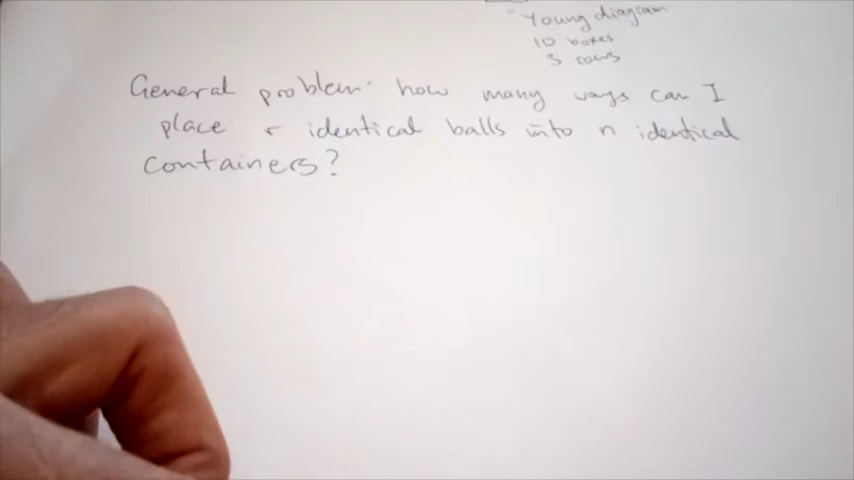 Young diagram
10 boxes
3 rows
General problem: how many ways can I
place r identical balls into n identical
containers?